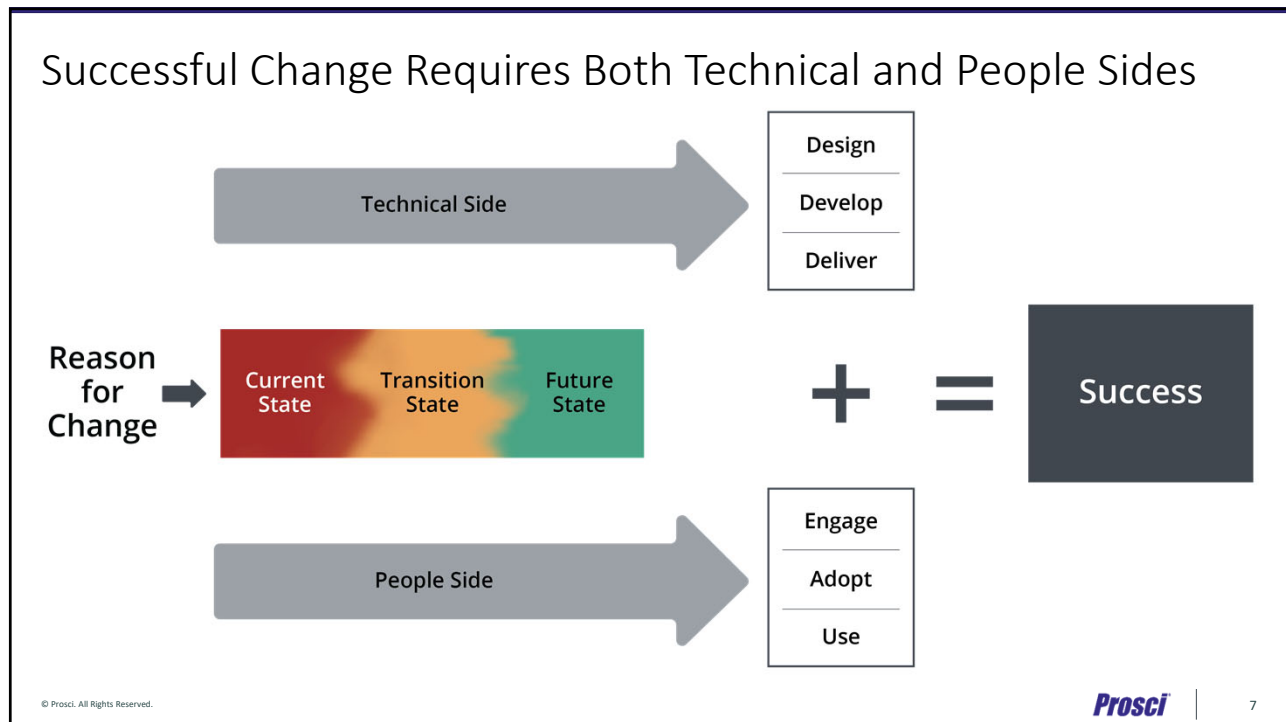 Successful Change Requires Both Technical and People Sides
Technical Side
Design
Develop
Deliver
Reason
for
Change
Current
State
Transition
State
Future
State
+
=
Success
People Side
Engage
Adopt
Use
© Prosci. All Rights Reserved.
Prosci®
7